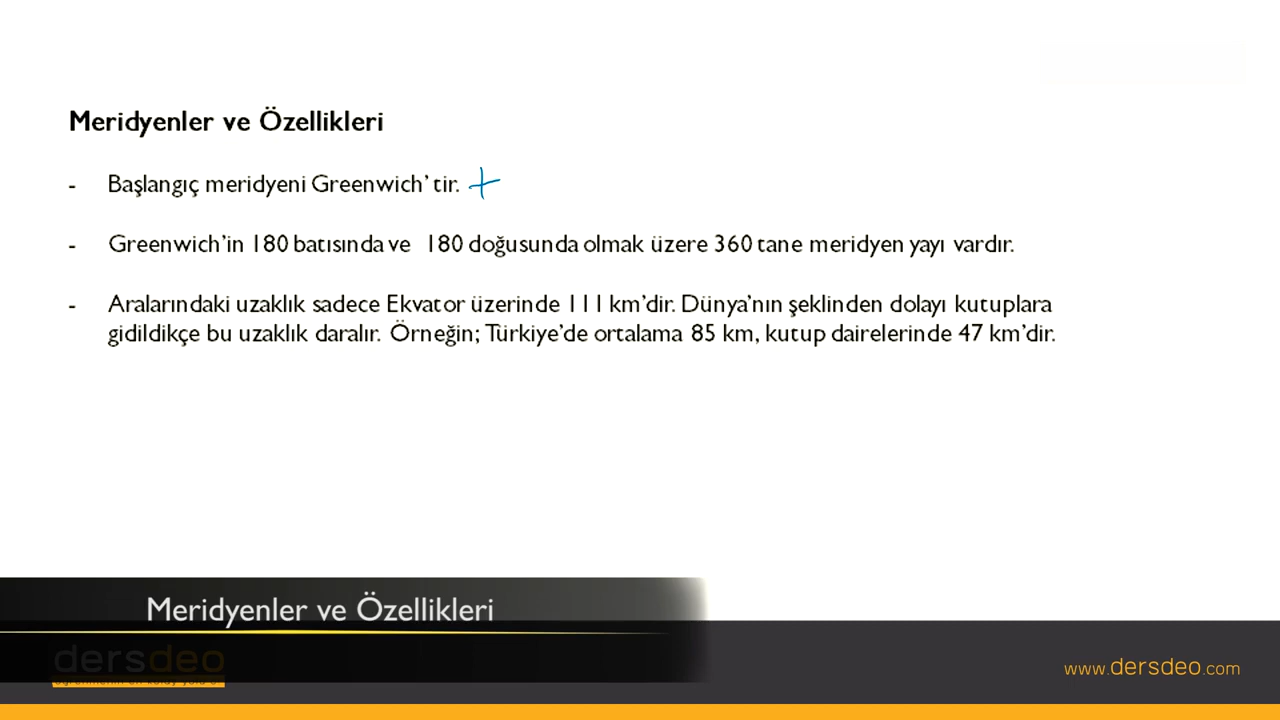 Meridyenler ve Özellikleri
- Başlangıç meridyeni Greenwich' tir.
- Greenwich'in 180 batısında ve 180 doğusunda olmak üzere 360 tane meridyen yayı vardır.
- Aralarındaki uzaklık sadece Ekvator üzerinde 111 km'dir. Dünya'nın şeklinden dolayı kutuplara
gidildikçe bu uzaklık daralır. Örneğin; Türkiye'de ortalama 85 km, kutup dairelerinde 47 km'dir.
Meridyenler ve Özellikleri
dersdeo
www.dersdeo.com